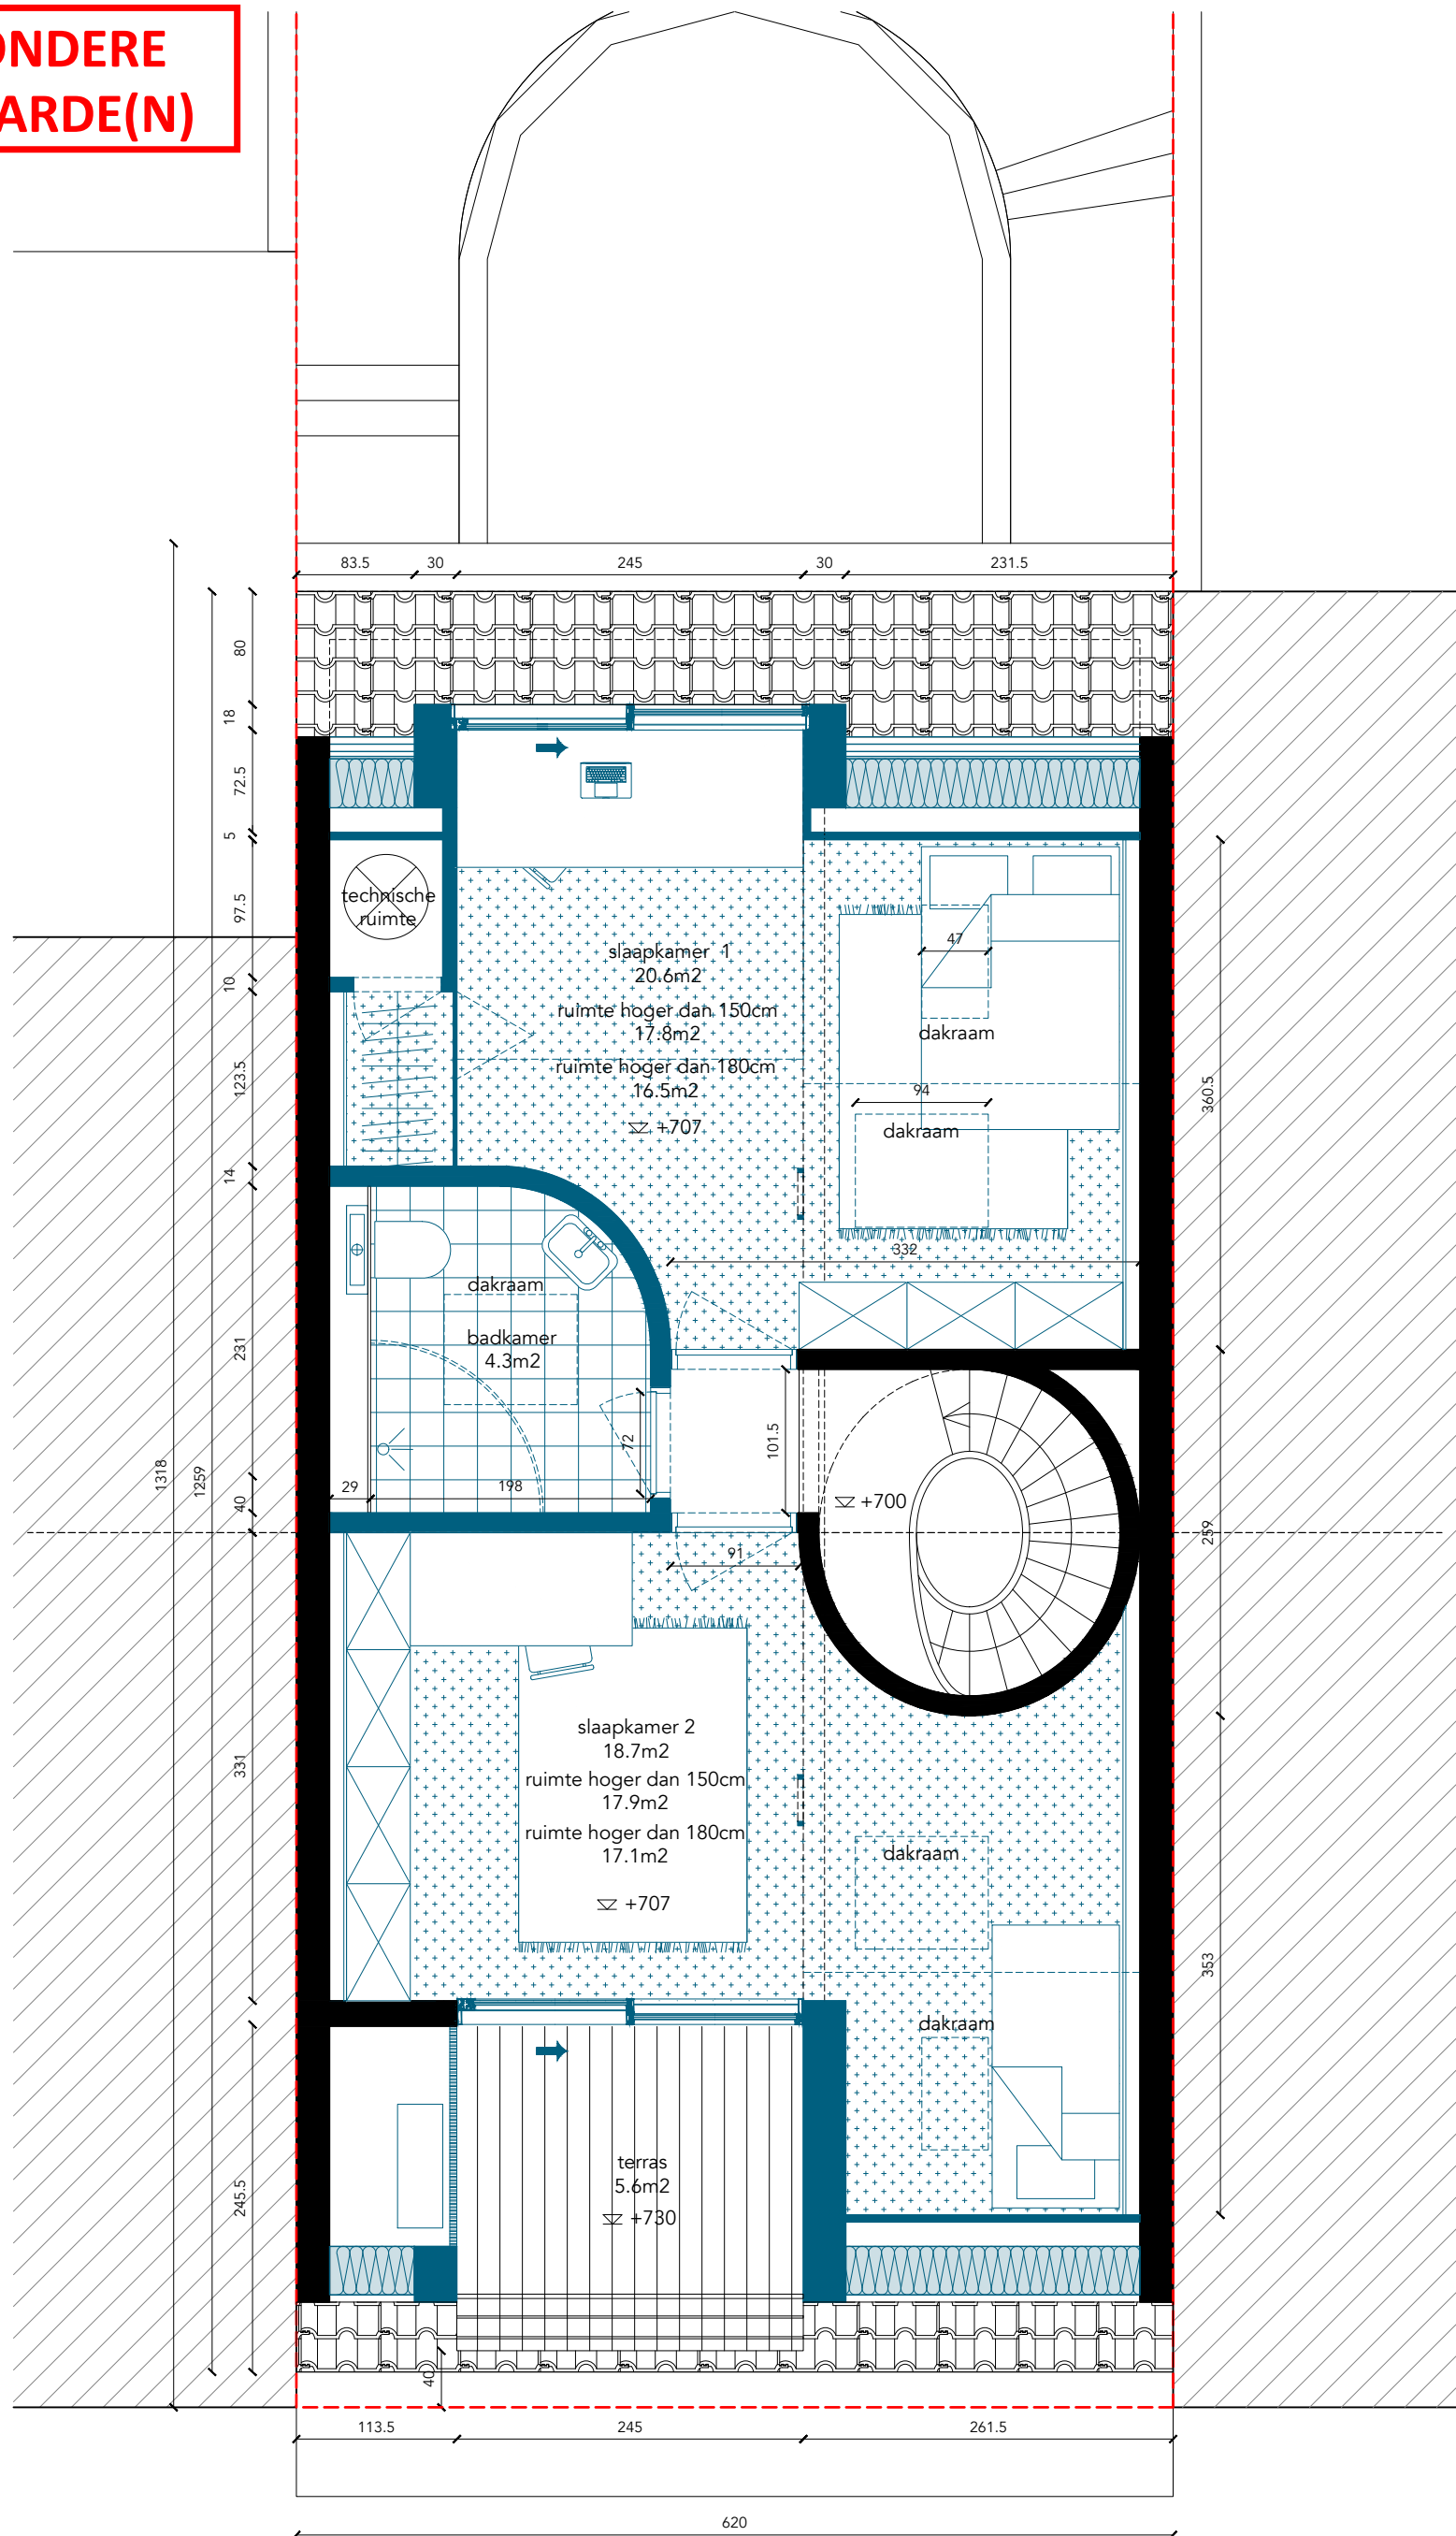 ONDERE
ARDE(N)
83.5
30
245
30
231.5
80
18
72.5
5
97.5
10
123.5
14
231
40
331
245.5
1318
1259
technische
ruimte
slaapkamer 1
20.6m2
ruimte hoger dan 150cm
17.8m2
ruimte hoger dan 180cm
16.5m2
+707
47
dakraam
94
dakraam
360.5
332
dakraam
badkamer
4.3m2
72
101.5
29
198
+700
91
259
slaapkamer 2
18.7m2
ruimte hoger dan 150cm
17.9m2
ruimte hoger dan 180cm
17.1m2
+707
dakraam
353
dakraam
terras
5.6m2
+730
40
113.5
245
261.5
620